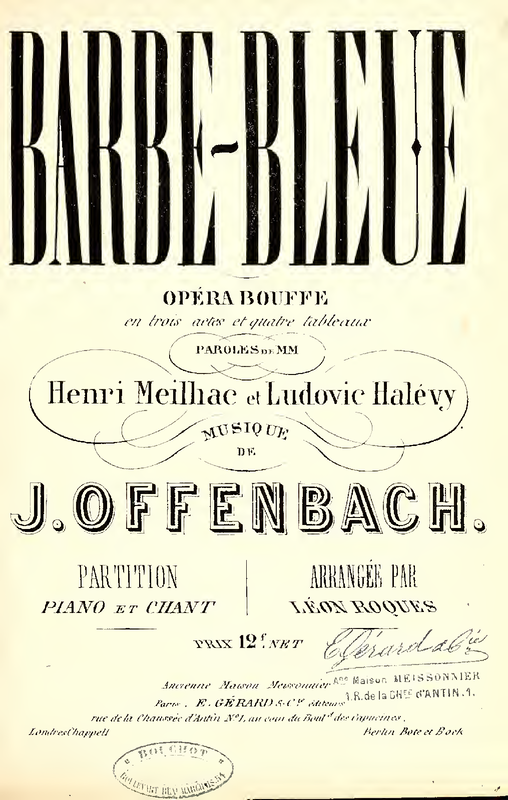 BARBE-BLEUE
OPÉRA BOUFFE
en trois actes et quatre tableaux
PAROLES DE MM
Henri Meilhac et Ludovic Halévy
MUSIQUE
DE
J. OFFENBACH.
PARTITION
PIANO ET CHANT
ARRANGÉE PAR
LÉON ROQUES
PRIX 12f. NET
E. Gérard & Cie
Ancienne Maison Meissonnier
Ane Maison MEISSONNIER
Paris. E. GÉRARD & Cie. éditeurs
1. R. de la CHée D'ANTIN. 1.
rue de la Chaussée d'Antin No 1, au coin du Boultd des Capucines.
Londres Chappell
Berlin Bote et Bock
BOUCHOT